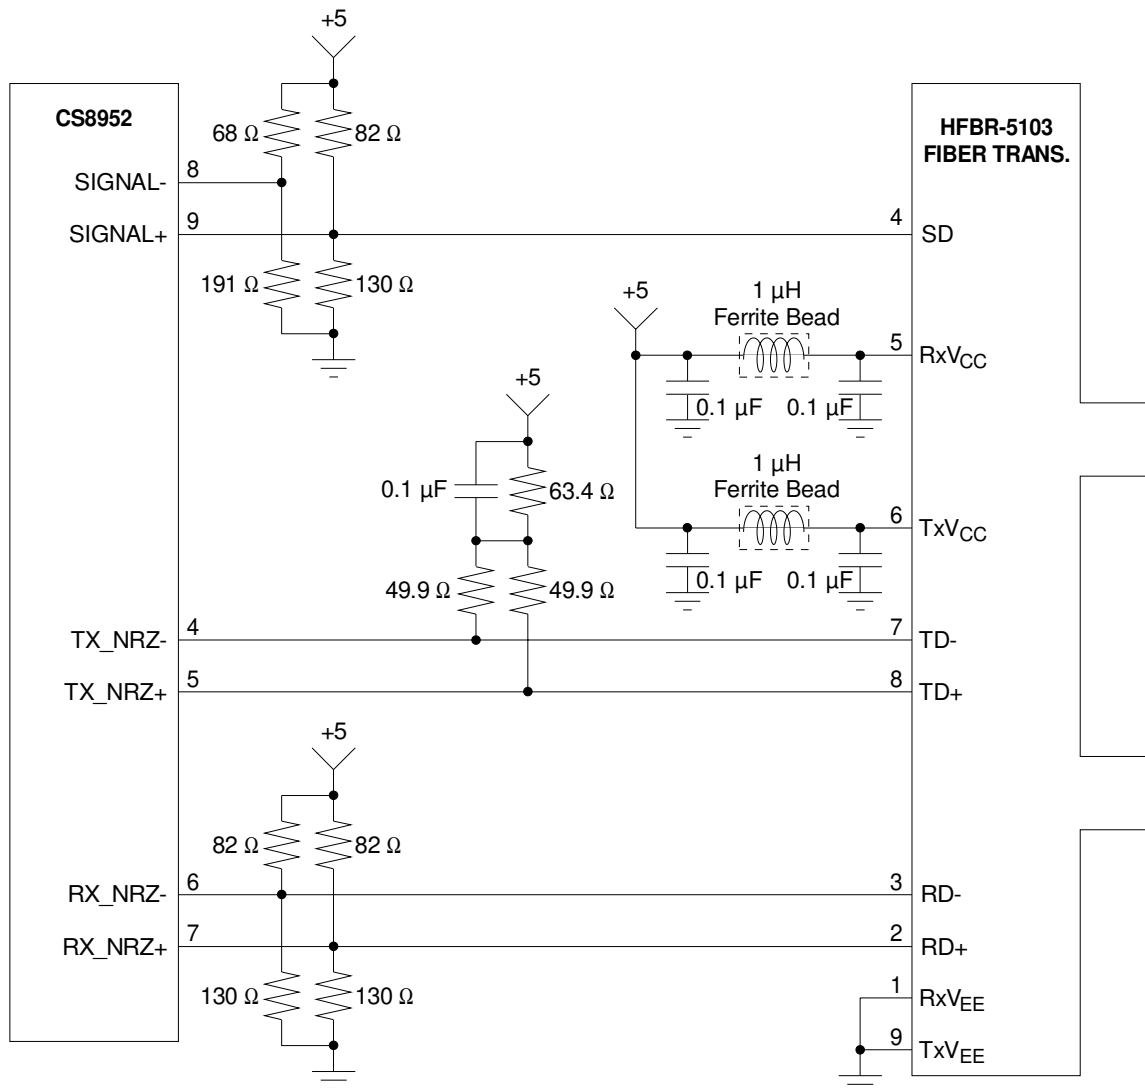 +5
CS8952
68 Ω
82 Ω
HFBR-5103
FIBER TRANS.
SIGNAL-
8
SIGNAL+
9
4
SD
191 Ω
130 Ω
+5
1 µH
Ferrite Bead
5
RxVCC
0.1 µF
0.1 µF
+5
0.1 µF
63.4 Ω
1 µH
Ferrite Bead
6
TxVCC
49.9 Ω
49.9 Ω
0.1 µF
0.1 µF
TX_NRZ-
4
7
TD-
TX_NRZ+
5
8
TD+
+5
82 Ω
82 Ω
RX_NRZ-
6
3
RD-
RX_NRZ+
7
2
RD+
130 Ω
130 Ω
1
RxVEE
9
TxVEE